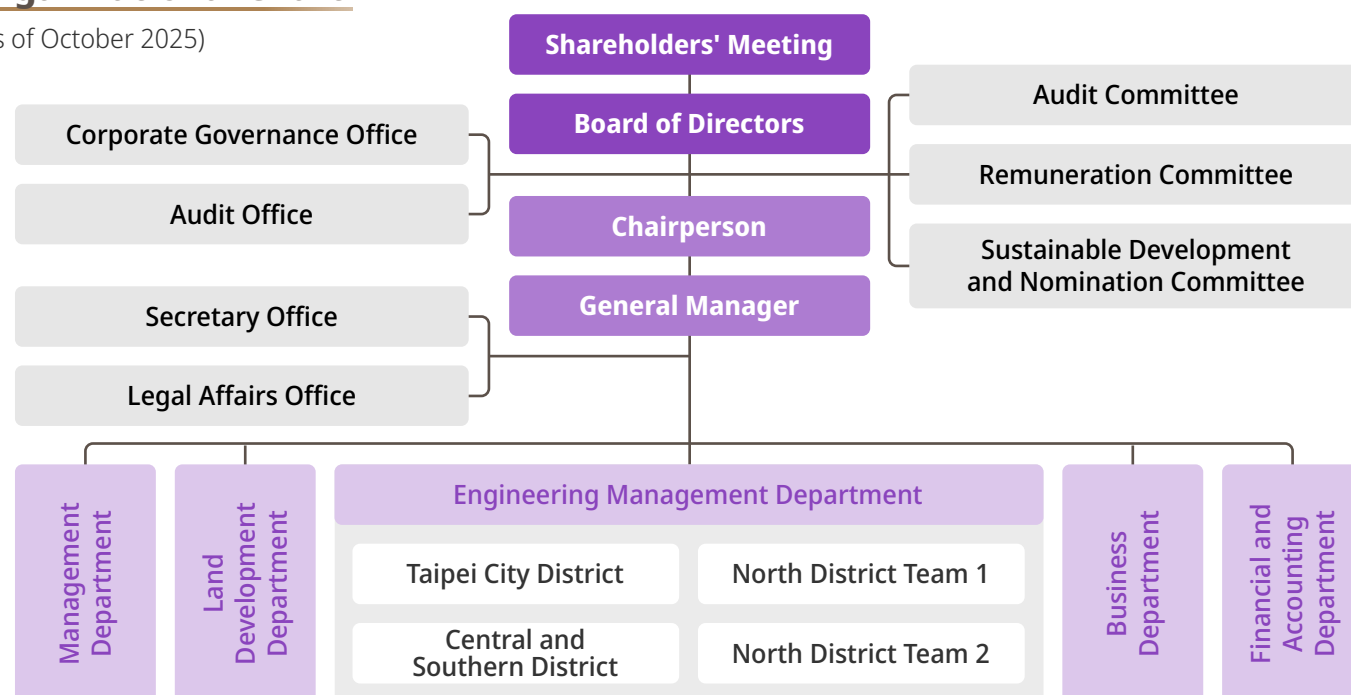 s of October 2025)
Shareholders' Meeting
Board of Directors
Corporate Governance Office
Audit Office
Audit Committee
Remuneration Committee
Sustainable Development
and Nomination Committee
Chairperson
General Manager
Secretary Office
Legal Affairs Office
Management
Department
Land
Development
Department
Engineering Management Department
Taipei City District
North District Team 1
Central and
Southern District
North District Team 2
Business
Department
Financial and
Accounting
Department